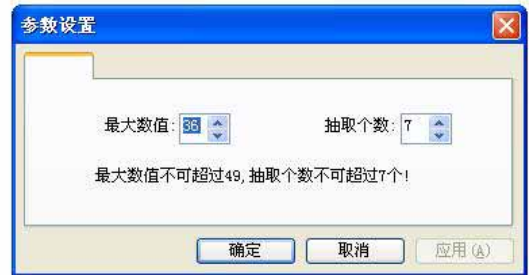 参数设置
最大数值: 36 抽取个数: 7
最大数值不可超过49,抽取个数不可超过7个!
确定 取消 应用(A)